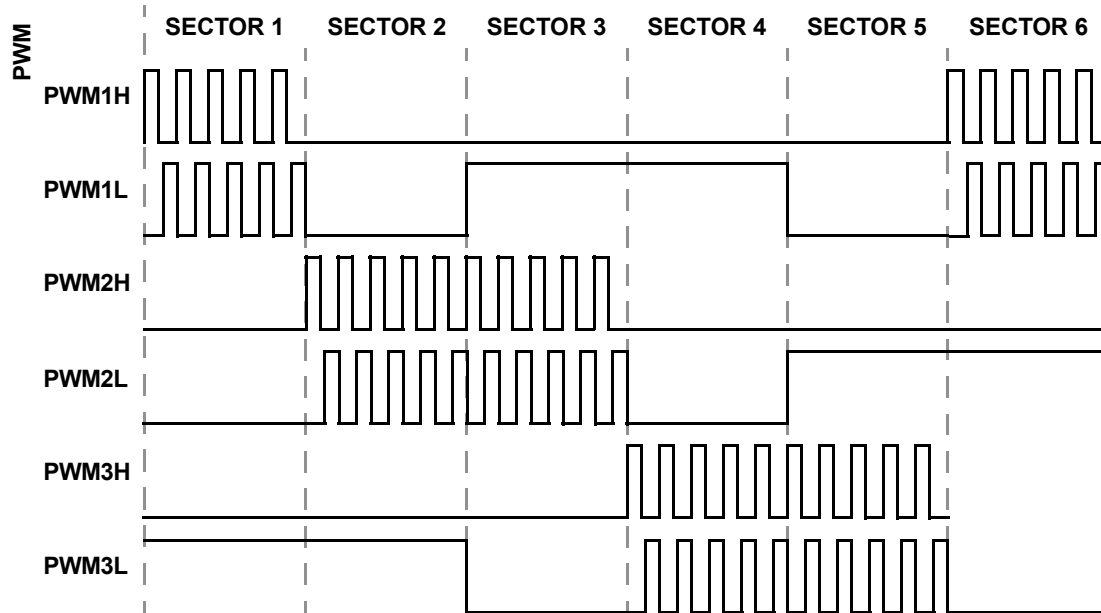 PWM
SECTOR 1 SECTOR 2 SECTOR 3 SECTOR 4 SECTOR 5 SECTOR 6
PWM1H
PWM1L
PWM2H
PWM2L
PWM3H
PWM3L